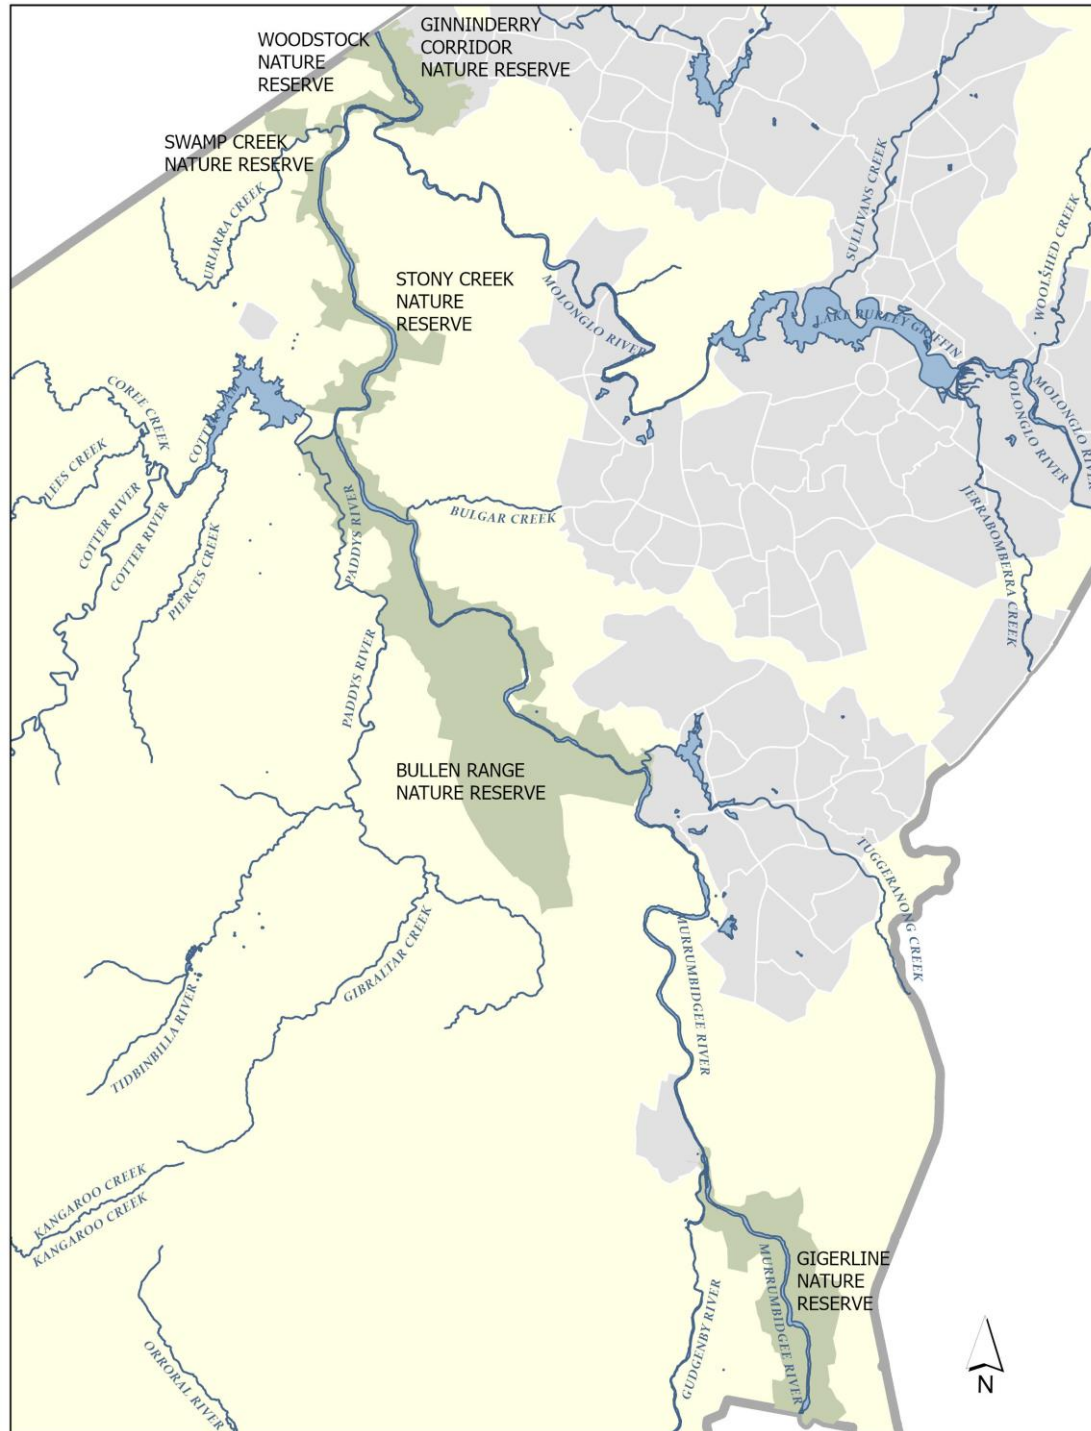 WOODSTOCK
NATURE
RESERVE
GINNINDERRY
CORRIDOR
NATURE RESERVE
SWAMP CREEK
NATURE RESERVE
URIARRA CREEK
SULLIVANS CREEK
WOOLSHED CREEK
STONY CREEK
NATURE
RESERVE
MOLONGLO RIVER
LAKE BURLEY GRIFFIN
MOLONGLO RIVER
MOLONGLO RIVER
COREE CREEK
COTTER DAM
LEES CREEK
COTTER RIVER
COTTER RIVER
PIERCES CREEK
PADDYS RIVER
BULGAR CREEK
JERRABOMBERRA CREEK
PADDYS RIVER
BULLEN RANGE
NATURE RESERVE
TUGGERANONG CREEK
GIBRALTAR CREEK
MURRUMBIDGEE RIVER
TIDBINBILLA RIVER
KANGAROO CREEK
KANGAROO CREEK
GIGERLINE
NATURE
RESERVE
MURRUMBIDGEE RIVER
GUDGENBY RIVER
ORRORAL RIVER
N